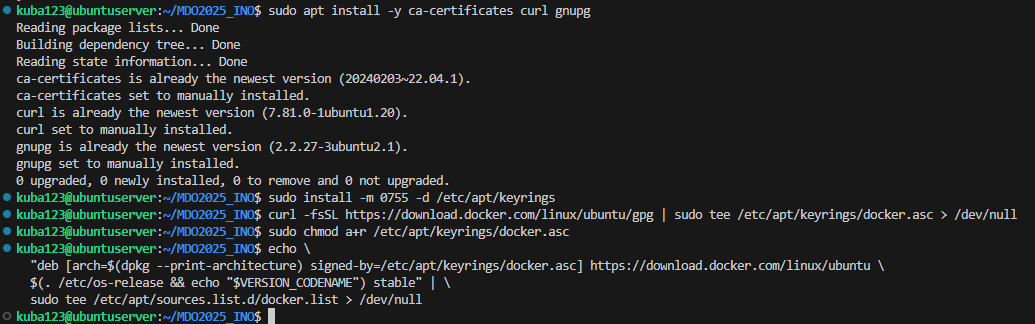 kuba123@ubuntuserver:~/MDO2025_INO$ sudo apt install -y ca-certificates curl gnupg
Reading package lists... Done
Building dependency tree... Done
Reading state information... Done
ca-certificates is already the newest version (20240203~22.04.1).
ca-certificates set to manually installed.
curl is already the newest version (7.81.0-1ubuntu1.20).
curl set to manually installed.
gnupg is already the newest version (2.2.27-3ubuntu2.1).
gnupg set to manually installed.
0 upgraded, 0 newly installed, 0 to remove and 0 not upgraded.
kuba123@ubuntuserver:~/MDO2025_INO$ sudo install -m 0755 -d /etc/apt/keyrings
kuba123@ubuntuserver:~/MDO2025_INO$ curl -fsSL https://download.docker.com/linux/ubuntu/gpg | sudo tee /etc/apt/keyrings/docker.asc > /dev/null
kuba123@ubuntuserver:~/MDO2025_INO$ sudo chmod a+r /etc/apt/keyrings/docker.asc
kuba123@ubuntuserver:~/MDO2025_INO$ echo \
  "deb [arch=$(dpkg --print-architecture) signed-by=/etc/apt/keyrings/docker.asc] https://download.docker.com/linux/ubuntu \
  $(. /etc/os-release && echo "$VERSION_CODENAME") stable" | \
  sudo tee /etc/apt/sources.list.d/docker.list > /dev/null
kuba123@ubuntuserver:~/MDO2025_INO$